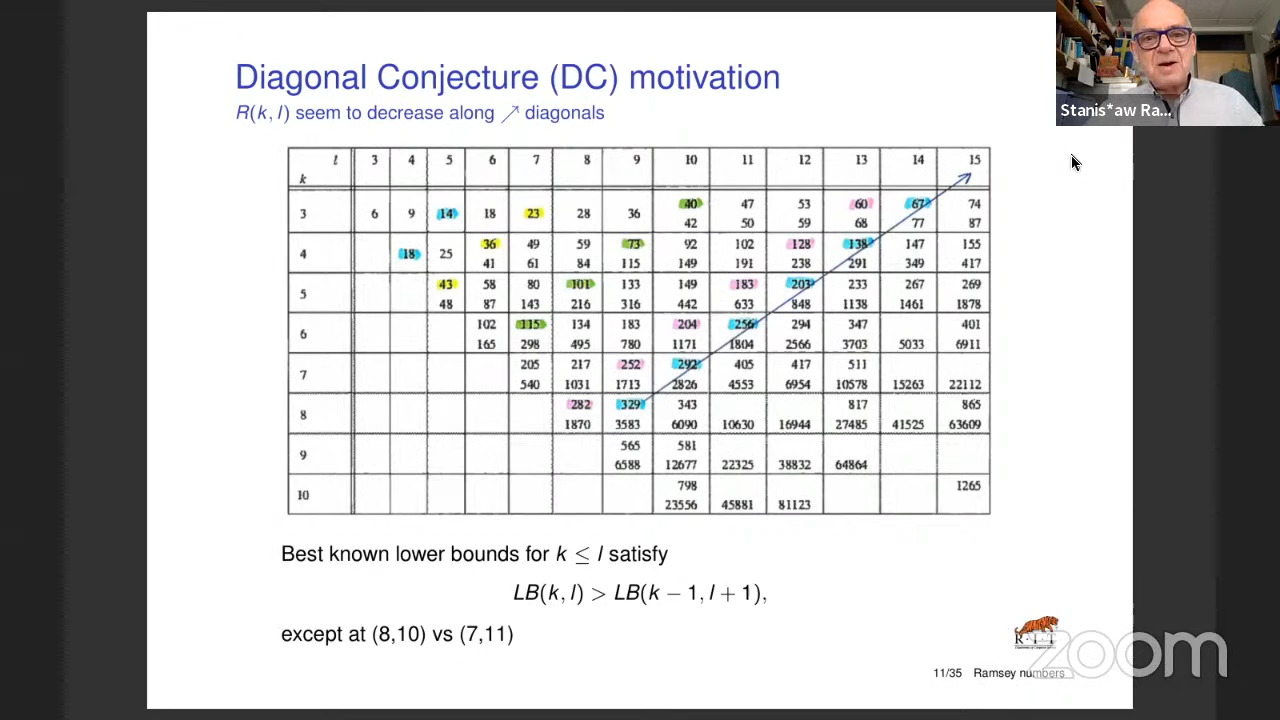 Diagonal Conjecture (DC) motivation
R(k, l) seem to decrease along ↗ diagonals
Stanis*aw Ra...
l 3 4 5 6 7 8 9 10 11 12 13 14 15
k
40 47 53 60 67 74
3 6 9 14 18 23 28 36
42 50 59 68 77 87
36 49 59 73 92 102 128 138 147 155
4 18 25
41 61 84 115 149 191 238 291 349 417
43 58 80 101 133 149 183 203 233 267 269
5
48 87 143 216 316 442 633 848 1138 1461 1878
102 115 134 183 204 256 294 347 401
6
165 298 495 780 1171 1804 2566 3703 5033 6911
205 217 252 292 405 417 511
7
540 1031 1713 2826 4553 6954 10578 15263 22112
282 329 343 817 865
8
1870 3583 6090 10630 16944 27485 41525 63609
565 581
9
6588 12677 22325 38832 64864
798 1265
10
23556 45881 81123
Best known lower bounds for k ≤ l satisfy
LB(k, l) > LB(k − 1, l + 1),
except at (8,10) vs (7,11)
R·I·T
zoom
11/35 Ramsey numbers